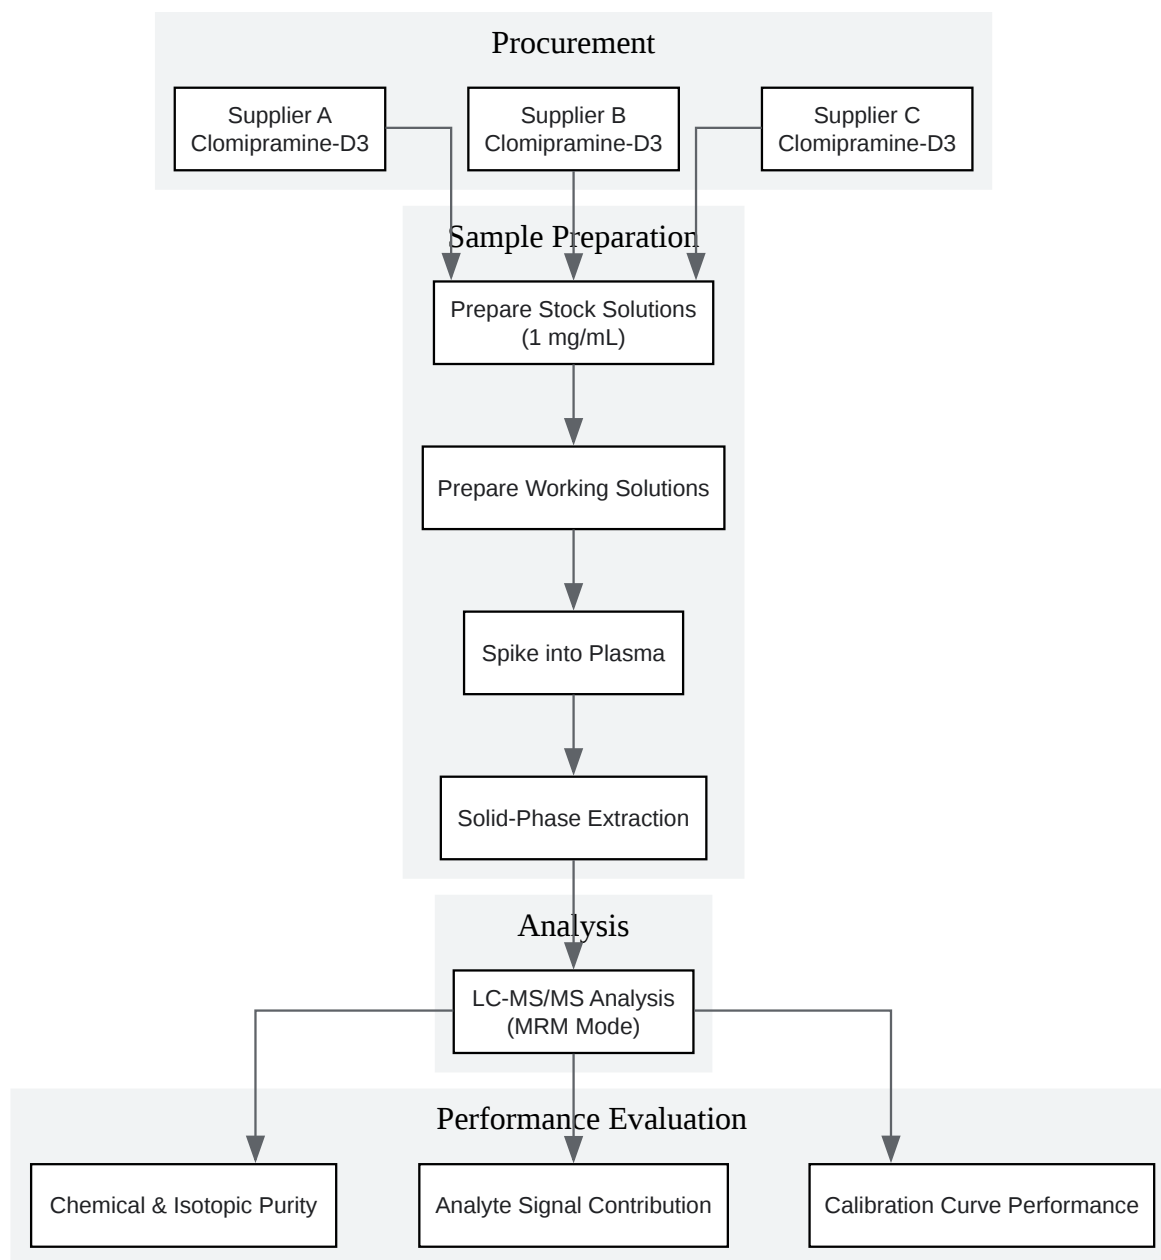 Procurement
Supplier A
Clomipramine-D3
Supplier B
Clomipramine-D3
Supplier C
Clomipramine-D3
Sample Preparation
Prepare Stock Solutions
(1 mg/mL)
Prepare Working Solutions
Spike into Plasma
Solid-Phase Extraction
Analysis
LC-MS/MS Analysis
(MRM Mode)
Performance Evaluation
Chemical & Isotopic Purity
Analyte Signal Contribution
Calibration Curve Performance